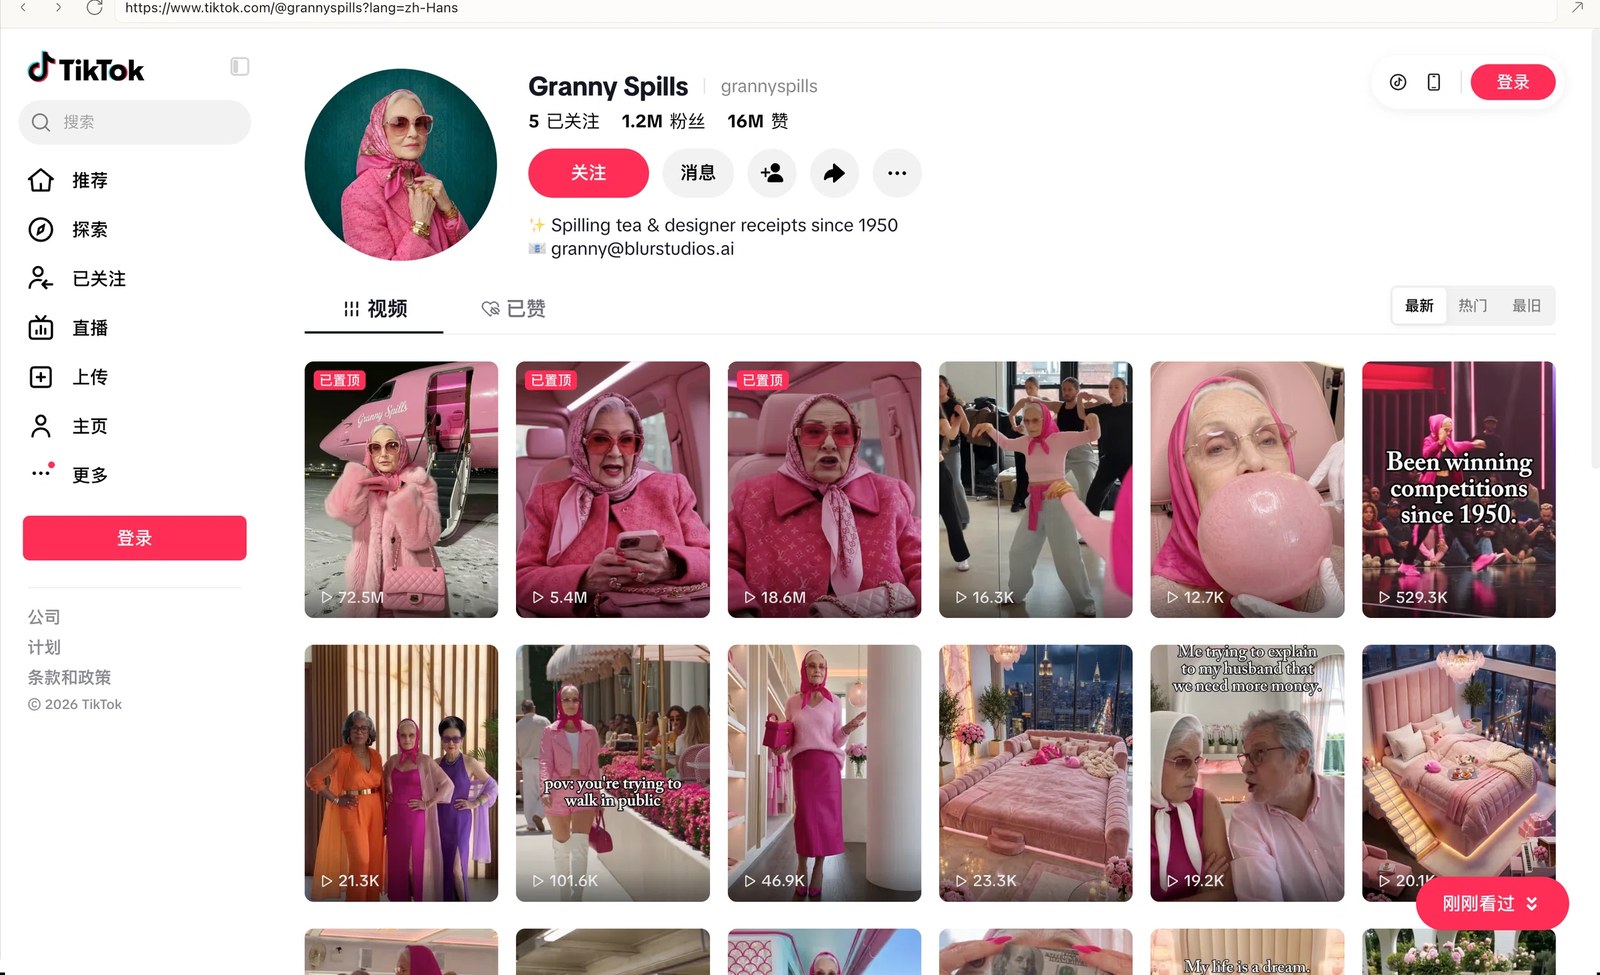 https://www.tiktok.com/@grannyspills?lang=zh-Hans
TikTok
搜索
推荐
探索
已关注
直播
上传
主页
更多
登录
公司
计划
条款和政策
© 2026 TikTok
Granny Spills
grannyspills
5 已关注 1.2M 粉丝 16M 赞
关注
消息
✨ Spilling tea & designer receipts since 1950
📧 granny@blurstudios.ai
登录
视频
已赞
最新
热门
最旧
已置顶
Granny Spills
72.5M
已置顶
5.4M
已置顶
18.6M
16.3K
12.7K
Been winning
competitions
since 1950.
529.3K
21.3K
pov: you're trying to
walk in public
101.6K
46.9K
23.3K
Me trying to explain
to my husband that
we need more money.
19.2K
20.1K
刚刚看过
My life is a dream.